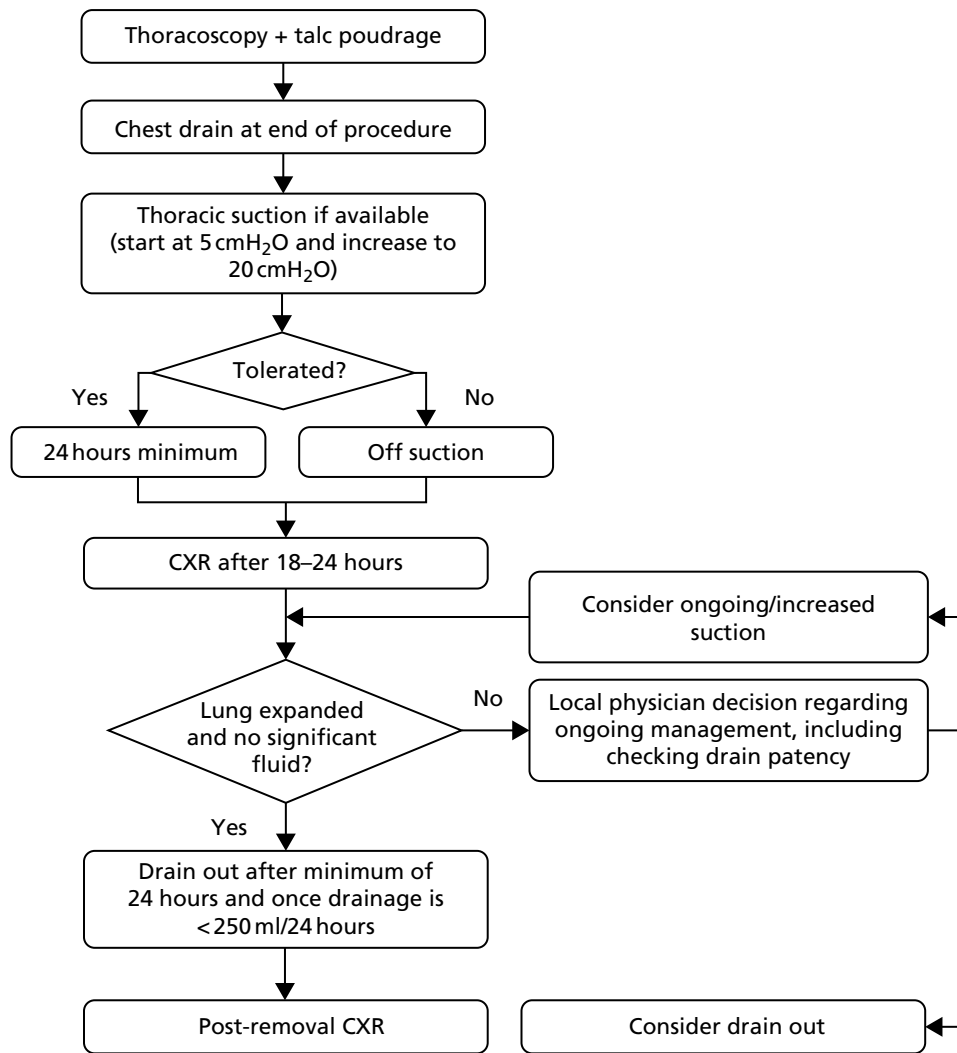 Thoracoscopy + talc poudrage
Chest drain at end of procedure
Thoracic suction if available
(start at 5 cmH₂O and increase to
20 cmH₂O)
Tolerated?
Yes
No
24 hours minimum
Off suction
CXR after 18–24 hours
Consider ongoing/increased
suction
Lung expanded
and no significant
fluid?
No
Local physician decision regarding
ongoing management, including
checking drain patency
Yes
Drain out after minimum of
24 hours and once drainage is
<250 ml/24 hours
Post-removal CXR
Consider drain out